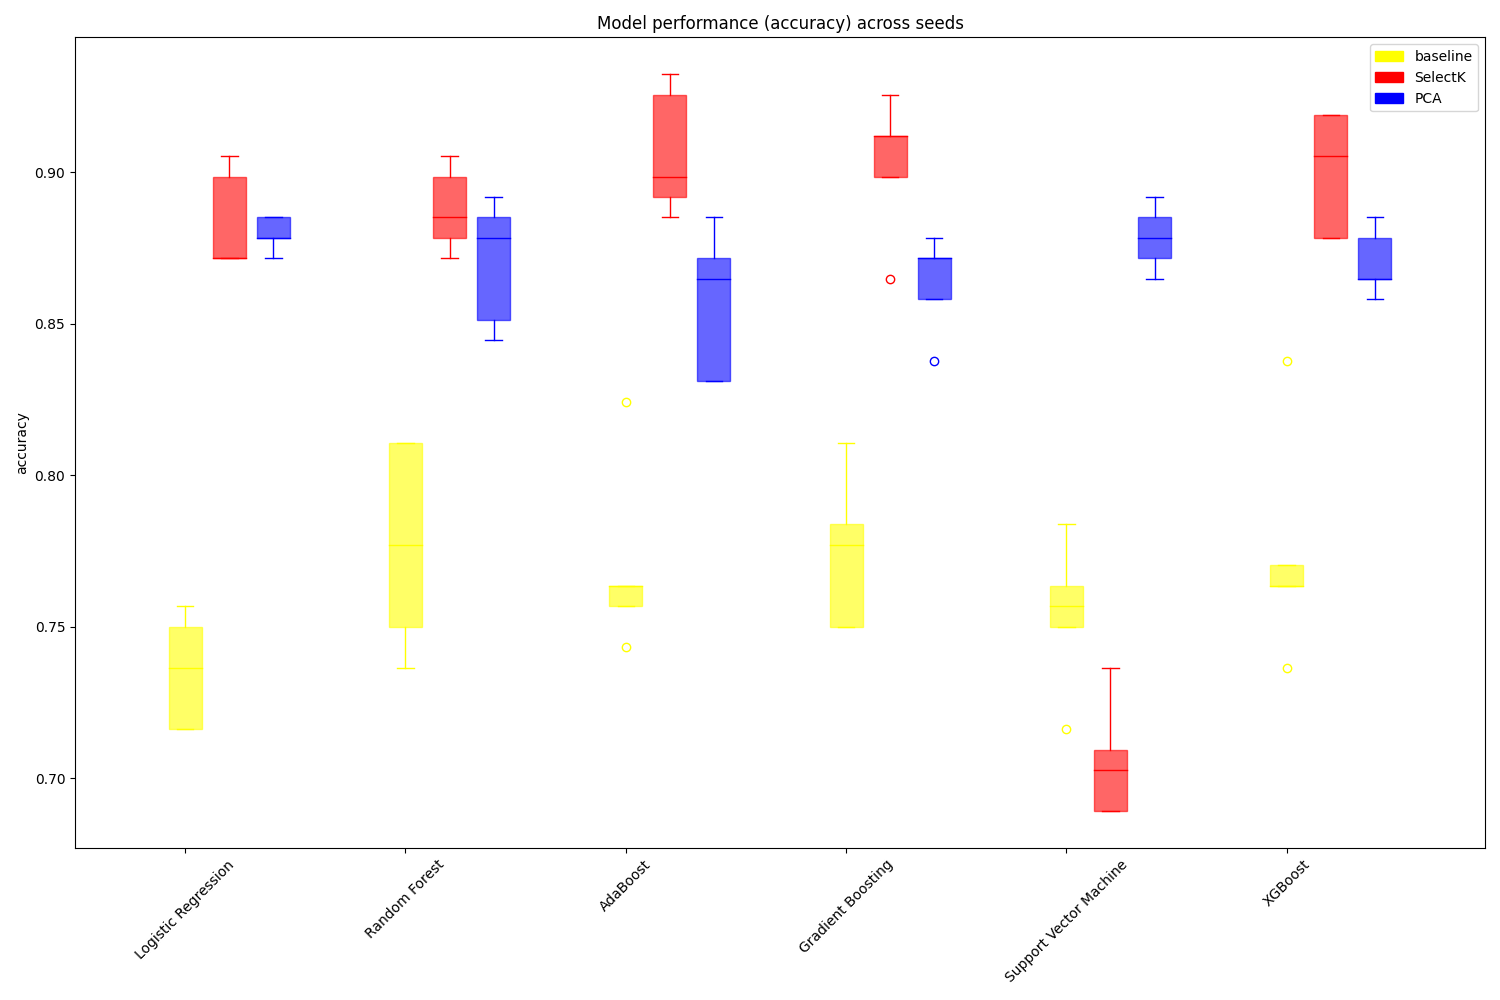 Model performance (accuracy) across seeds
baseline
SelectK
PCA
accuracy
0.90
0.85
0.80
0.75
0.70
Logistic Regression
Random Forest
AdaBoost
Gradient Boosting
Support Vector Machine
XGBoost